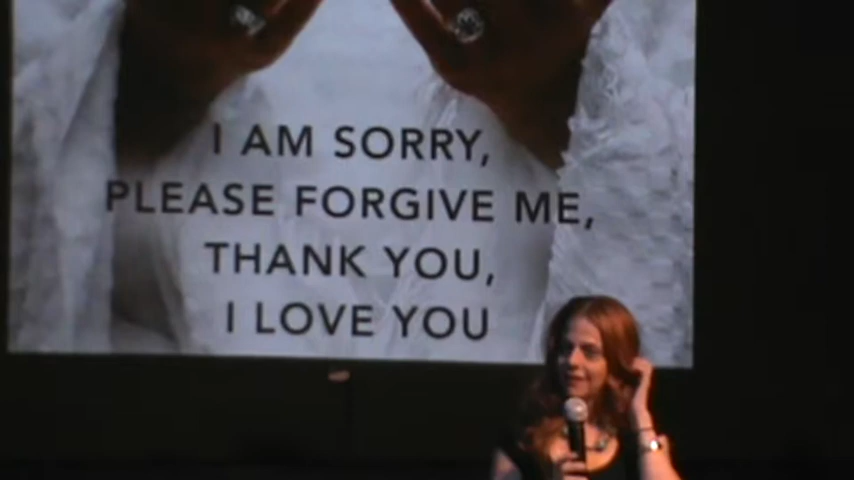 I AM SORRY,
PLEASE FORGIVE ME,
THANK YOU,
I LOVE YOU